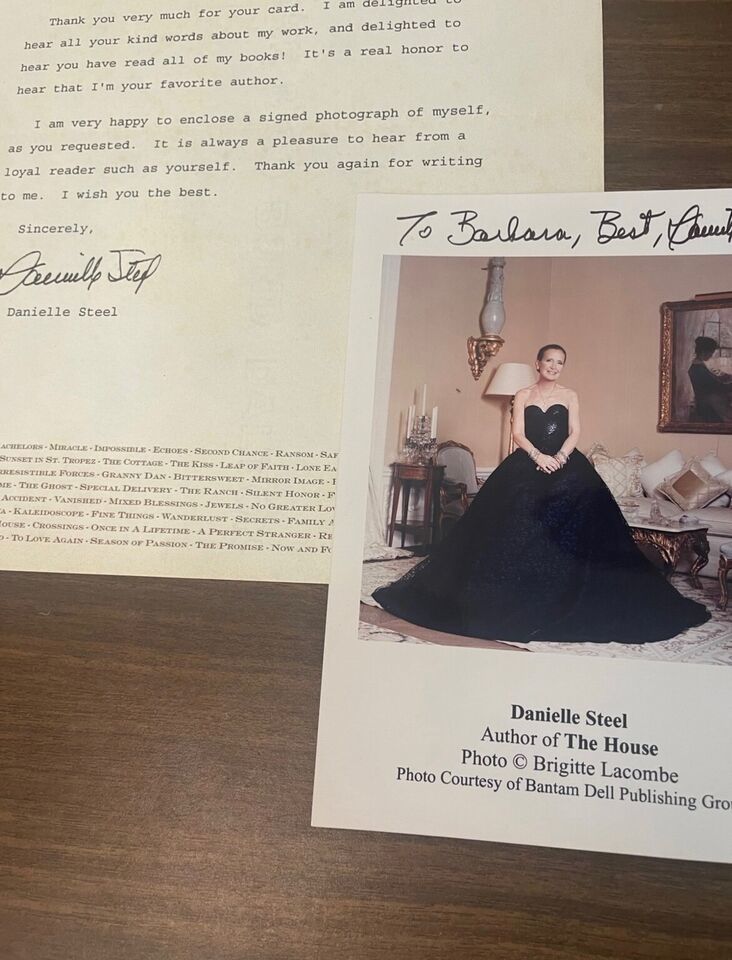 Thank you very much for your card. I am delighted to
hear all your kind words about my work, and delighted to
hear you have read all of my books! It's a real honor to
hear that I'm your favorite author.
I am very happy to enclose a signed photograph of myself,
as you requested. It is always a pleasure to hear from a
loyal reader such as yourself. Thank you again for writing
to me. I wish you the best.
Sincerely,
Danielle Steel
Danielle Steel
ACHELORS · MIRACLE · IMPOSSIBLE · ECHOES · SECOND CHANCE · RANSOM · SAF
SUNSET IN ST. TROPEZ · THE COTTAGE · THE KISS · LEAP OF FAITH · LONE EA
RRESISTIBLE FORCES · GRANNY DAN · BITTERSWEET · MIRROR IMAGE ·
ME · THE GHOST · SPECIAL DELIVERY · THE RANCH · SILENT HONOR · F
ACCIDENT · VANISHED · MIXED BLESSINGS · JEWELS · NO GREATER LOV
A · KALEIDOSCOPE · FINE THINGS · WANDERLUST · SECRETS · FAMILY A
OUSE · CROSSINGS · ONCE IN A LIFETIME · A PERFECT STRANGER · RE
D · TO LOVE AGAIN · SEASON OF PASSION · THE PROMISE · NOW AND FO
To Barbara, Best, Daniel
Danielle Steel
Author of The House
Photo © Brigitte Lacombe
Photo Courtesy of Bantam Dell Publishing Gro